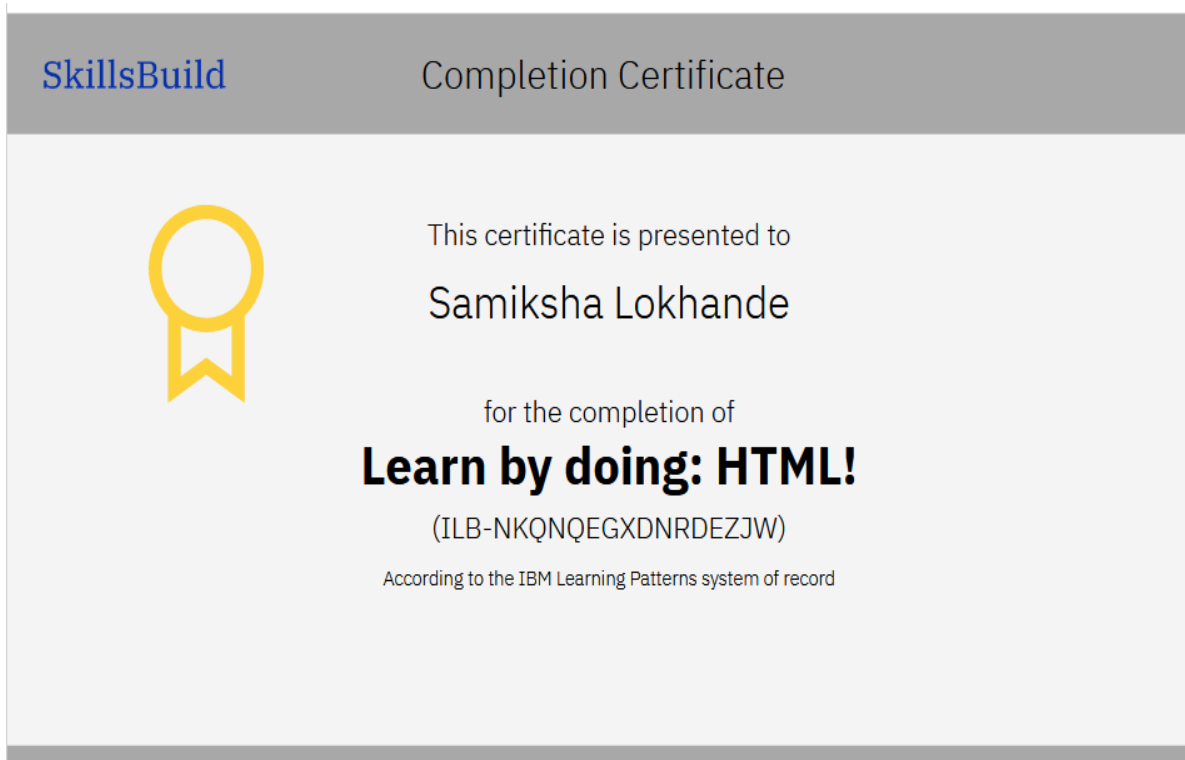 SkillsBuild
Completion Certificate
This certificate is presented to
Samiksha Lokhande
for the completion of
Learn by doing: HTML!
(ILB-NKQNQEGXDNRDEZJW)
According to the IBM Learning Patterns system of record